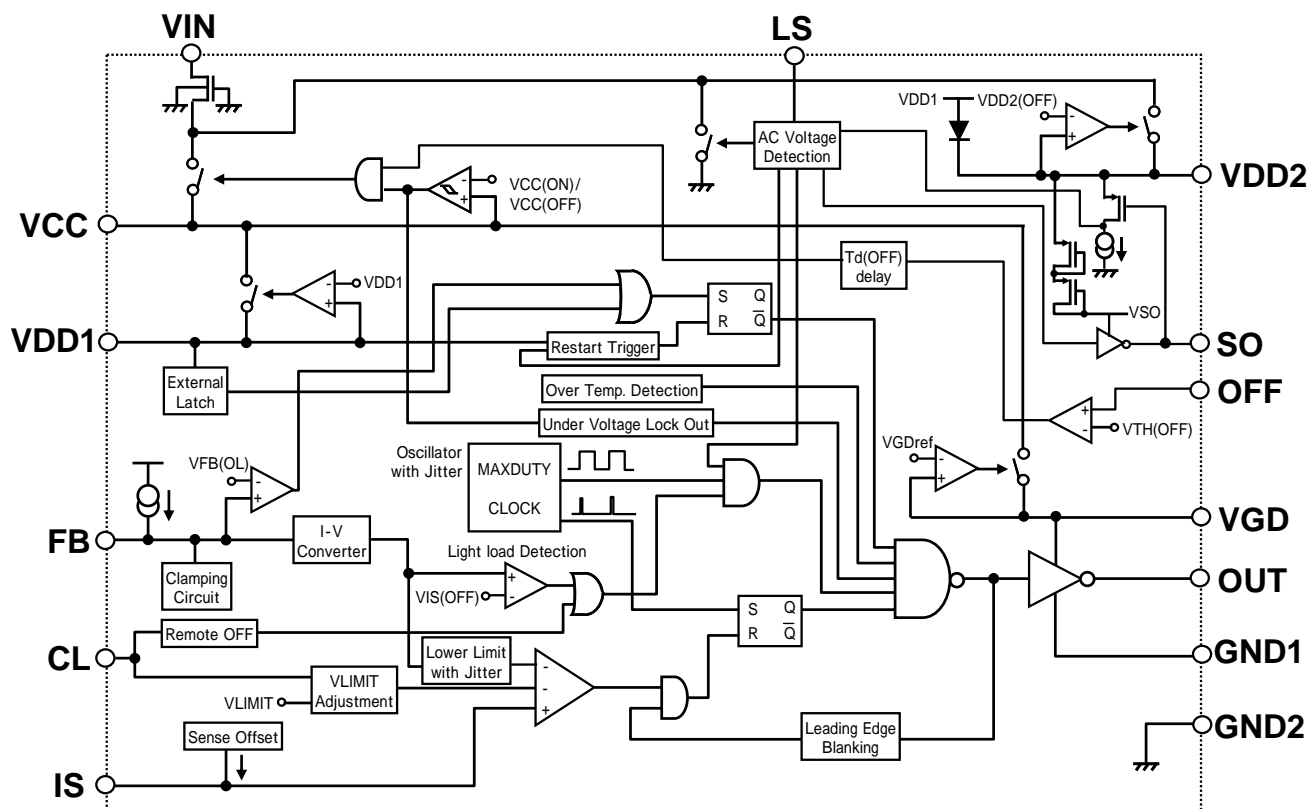 VIN
LS
VDD1
VDD2(OFF)
-
+
AC Voltage
Detection
VDD2
-
+
VCC(ON)/
VCC(OFF)
VCC
Td(OFF)
delay
-
+
VDD1
S
Q
R
Q
VSO
VDD1
Restart Trigger
SO
External
Latch
Over Temp. Detection
OFF
Under Voltage Lock Out
+
-
VTH(OFF)
Oscillator
with Jitter
VGDref
-
+
VFB(OL)
-
+
MAXDUTY
CLOCK
FB
I-V
Converter
VGD
Light load Detection
Clamping
Circuit
+
-
VIS(OFF)
OUT
S
Q
R
Q
Remote OFF
CL
Lower Limit
with Jitter
-
-
+
GND1
VLIMIT
Adjustment
VLIMIT
Sense Offset
Leading Edge
Blanking
GND2
IS